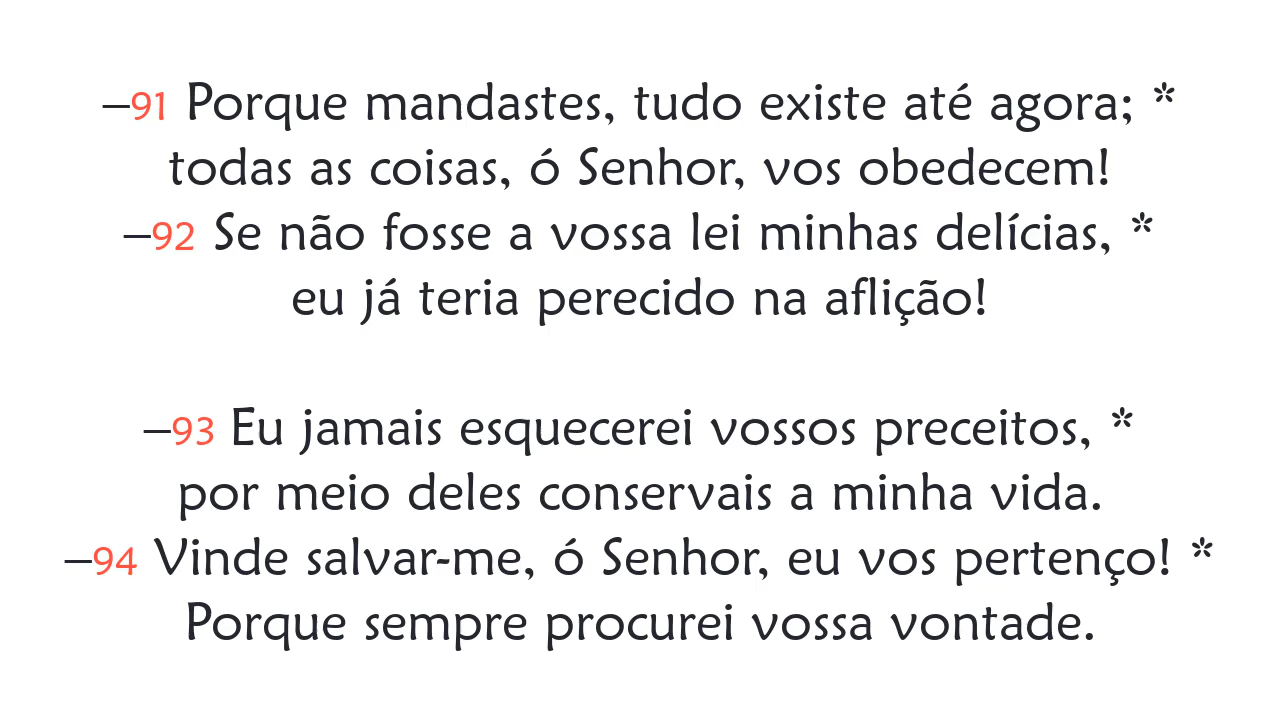 –91 Porque mandastes, tudo existe até agora; *
todas as coisas, ó Senhor, vos obedecem!
–92 Se não fosse a vossa lei minhas delícias, *
eu já teria perecido na aflição!
–93 Eu jamais esquecerei vossos preceitos, *
por meio deles conservais a minha vida.
–94 Vinde salvar-me, ó Senhor, eu vos pertenço! *
Porque sempre procurei vossa vontade.